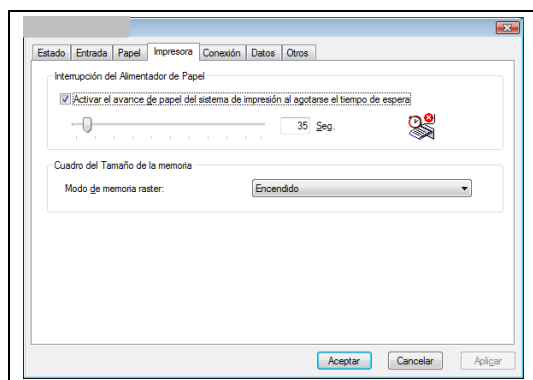 Estado Entrada Papel Impresora Conexión Datos Otros
Interrupción del Alimentador de Papel
Activar el avance de papel del sistema de impresión al agotarse el tiempo de espera
35 Seg.
Cuadro del Tamaño de la memoria
Modo de memoria raster: Encendido
Aceptar Cancelar Aplicar